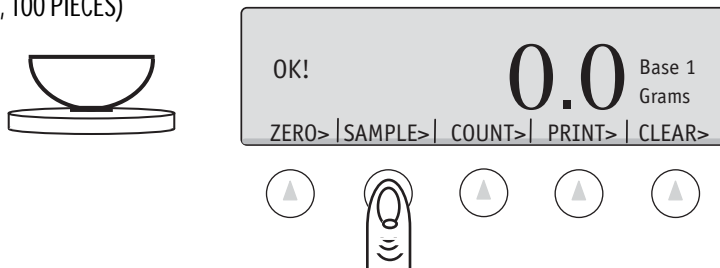 , 100 PIECES)
OK!
0.0
Base 1
Grams
ZERO> |SAMPLE>| COUNT>| PRINT> | CLEAR>